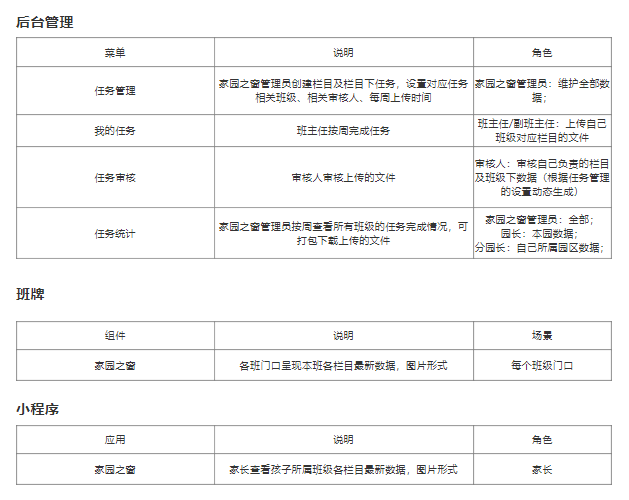 后台管理
菜单 说明 角色
任务管理 家园之窗管理员创建栏目及栏目下任务，设置对应任务相关班级、相关审核人、每周上传时间 家园之窗管理员：维护全部数据；
我的任务 班主任按周完成任务 班主任/副班主任：上传自己班级对应栏目的文件
任务审核 审核人审核上传的文件 审核人：审核自己负责的栏目及班级下数据（根据任务管理的设置动态生成）
任务统计 家园之窗管理员按周查看所有班级的任务完成情况，可打包下载上传的文件 家园之窗管理员：全部；
园长：本园数据；
分园长：自己所属园区数据；
班牌
组件 说明 场景
家园之窗 各班门口呈现本班各栏目最新数据，图片形式 每个班级门口
小程序
应用 说明 角色
家园之窗 家长查看孩子所属班级各栏目最新数据，图片形式 家长